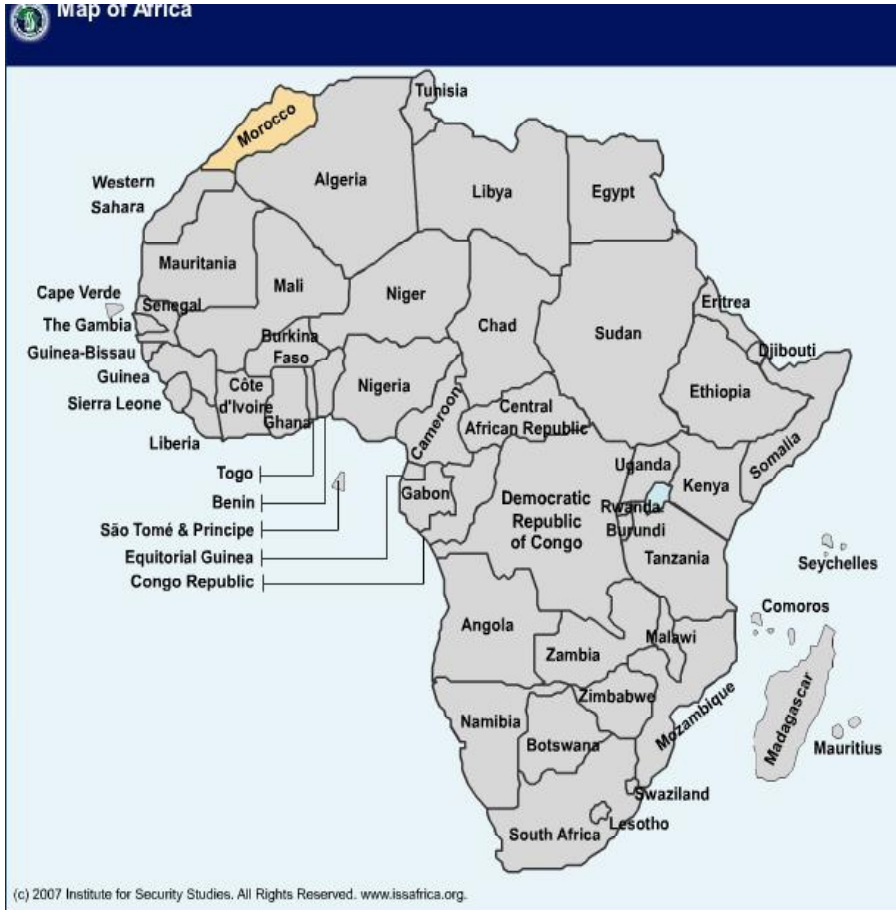 Map of Africa
Tunisia
Morocco
Algeria
Libya
Egypt
Western
Sahara
Mauritania
Mali
Niger
Chad
Sudan
Eritrea
Cape Verde
Senegal
The Gambia
Guinea-Bissau
Guinea
Sierra Leone
Liberia
Burkina
Faso
Côte
d'Ivoire
Ghana
Nigeria
Cameroon
Central
African Republic
Djibouti
Ethiopia
Somalia
Togo
Benin
São Tomé & Principe
Equitorial Guinea
Congo Republic
Gabon
Democratic
Republic
of Congo
Uganda
Kenya
Rwanda
Burundi
Tanzania
Seychelles
Comoros
Angola
Zambia
Malawi
Zimbabwe
Mozambique
Madagascar
Mauritius
Namibia
Botswana
Swaziland
Lesotho
South Africa
(c) 2007 Institute for Security Studies. All Rights Reserved. www.issafrica.org.